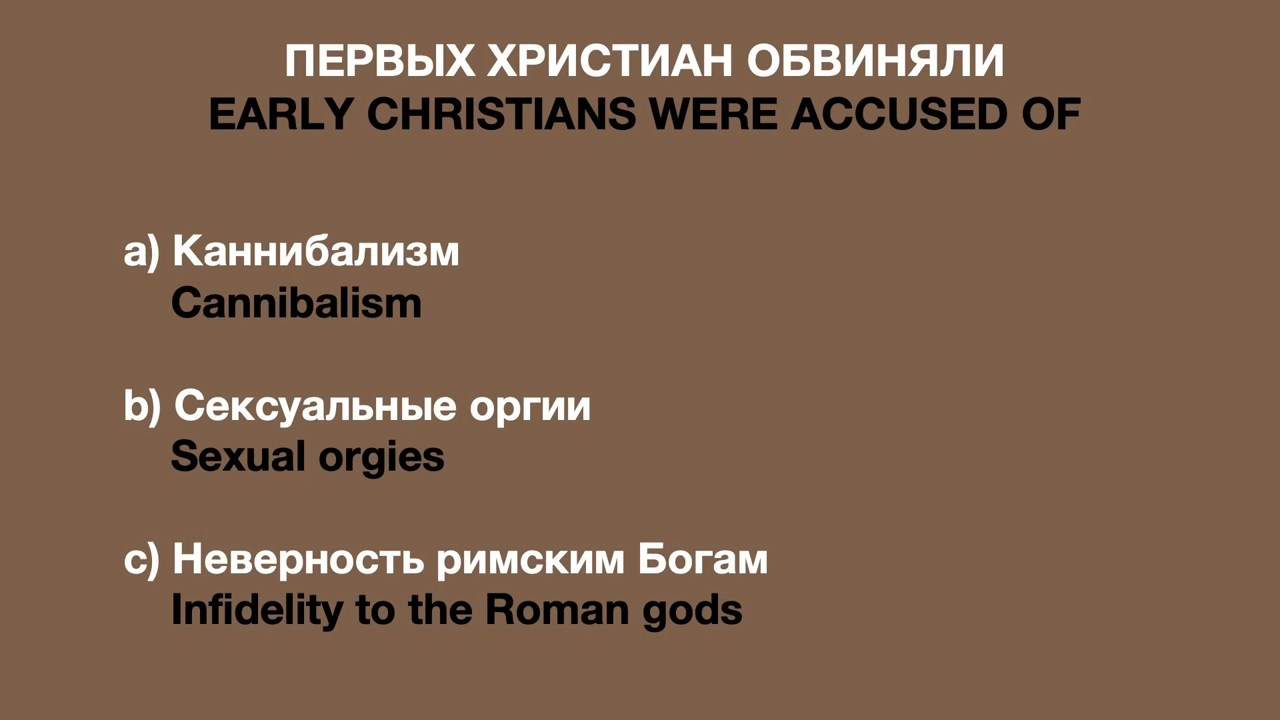 ПЕРВЫХ ХРИСТИАН ОБВИНЯЛИ
EARLY CHRISTIANS WERE ACCUSED OF
a) Каннибализм
Cannibalism
b) Сексуальные оргии
Sexual orgies
c) Неверность римским Богам
Infidelity to the Roman gods